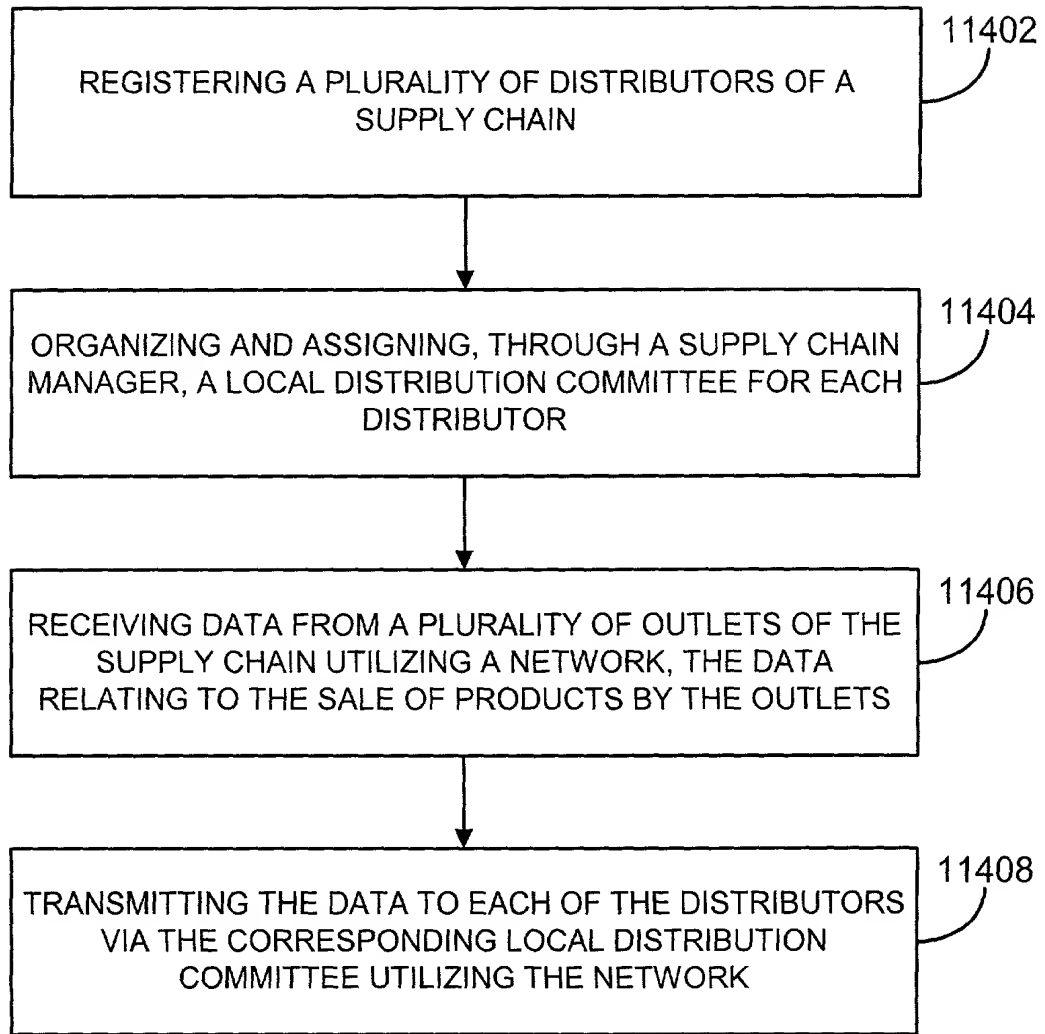 11402
REGISTERING A PLURALITY OF DISTRIBUTORS OF A
SUPPLY CHAIN
11404
ORGANIZING AND ASSIGNING, THROUGH A SUPPLY CHAIN
MANAGER, A LOCAL DISTRIBUTION COMMITTEE FOR EACH
DISTRIBUTOR
11406
RECEIVING DATA FROM A PLURALITY OF OUTLETS OF THE
SUPPLY CHAIN UTILIZING A NETWORK, THE DATA
RELATING TO THE SALE OF PRODUCTS BY THE OUTLETS
11408
TRANSMITTING THE DATA TO EACH OF THE DISTRIBUTORS
VIA THE CORRESPONDING LOCAL DISTRIBUTION
COMMITTEE UTILIZING THE NETWORK